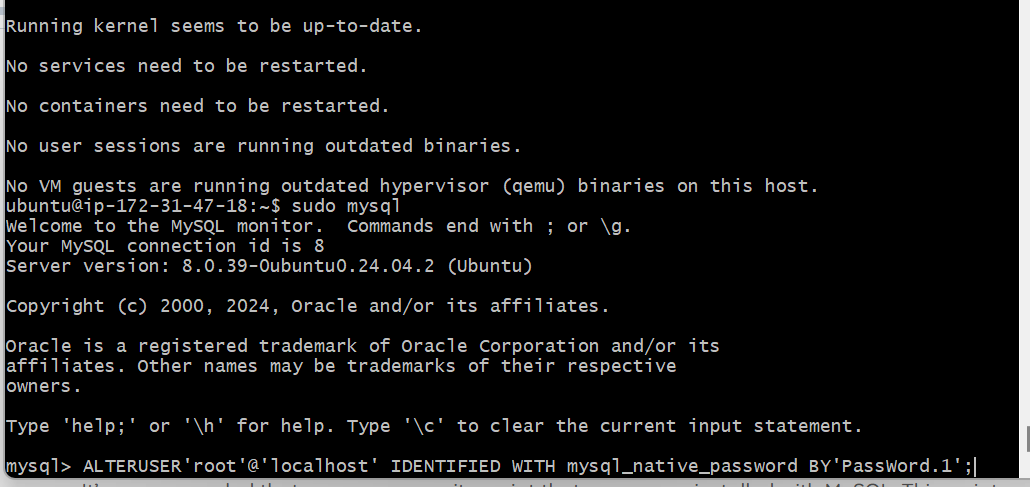 Running kernel seems to be up-to-date.
No services need to be restarted.
No containers need to be restarted.
No user sessions are running outdated binaries.
No VM guests are running outdated hypervisor (qemu) binaries on this host.
ubuntu@ip-172-31-47-18:~$ sudo mysql
Welcome to the MySQL monitor.  Commands end with ; or \g.
Your MySQL connection id is 8
Server version: 8.0.39-0ubuntu0.24.04.2 (Ubuntu)
Copyright (c) 2000, 2024, Oracle and/or its affiliates.
Oracle is a registered trademark of Oracle Corporation and/or its
affiliates. Other names may be trademarks of their respective
owners.
Type 'help;' or '\h' for help. Type '\c' to clear the current input statement.
mysql> ALTERUSER'root'@'localhost' IDENTIFIED WITH mysql_native_password BY'PassWord.1';